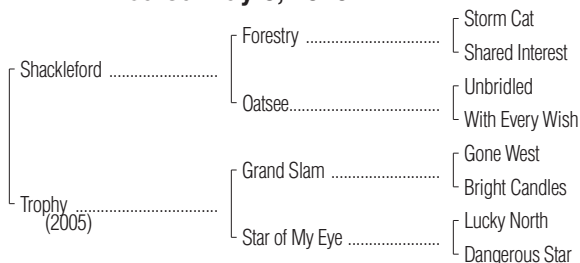 Storm Cat
Forestry ..............................
Shared Interest
Shackleford ........................
Unbridled
Oatsee..................................
With Every Wish
Gone West
Grand Slam ........................
Bright Candles
Trophy ................................
(2005)
Lucky North
Star of My Eye ....................
Dangerous Star